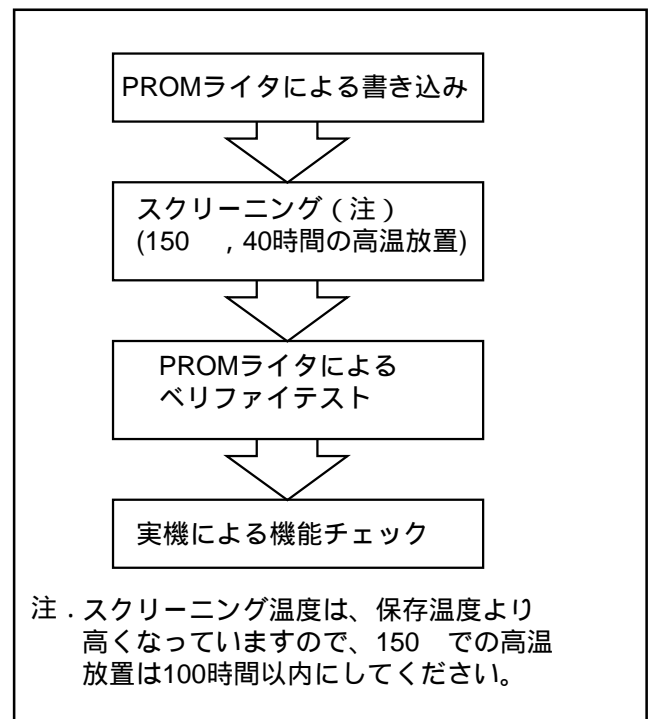 PROMライタによる書き込み
スクリーニング（注）
(150　，40時間の高温放置)
PROMライタによる
ベリファイテスト
実機による機能チェック
注．スクリーニング温度は、保存温度より
高くなっていますので、150　での高温
放置は100時間以内にしてください。